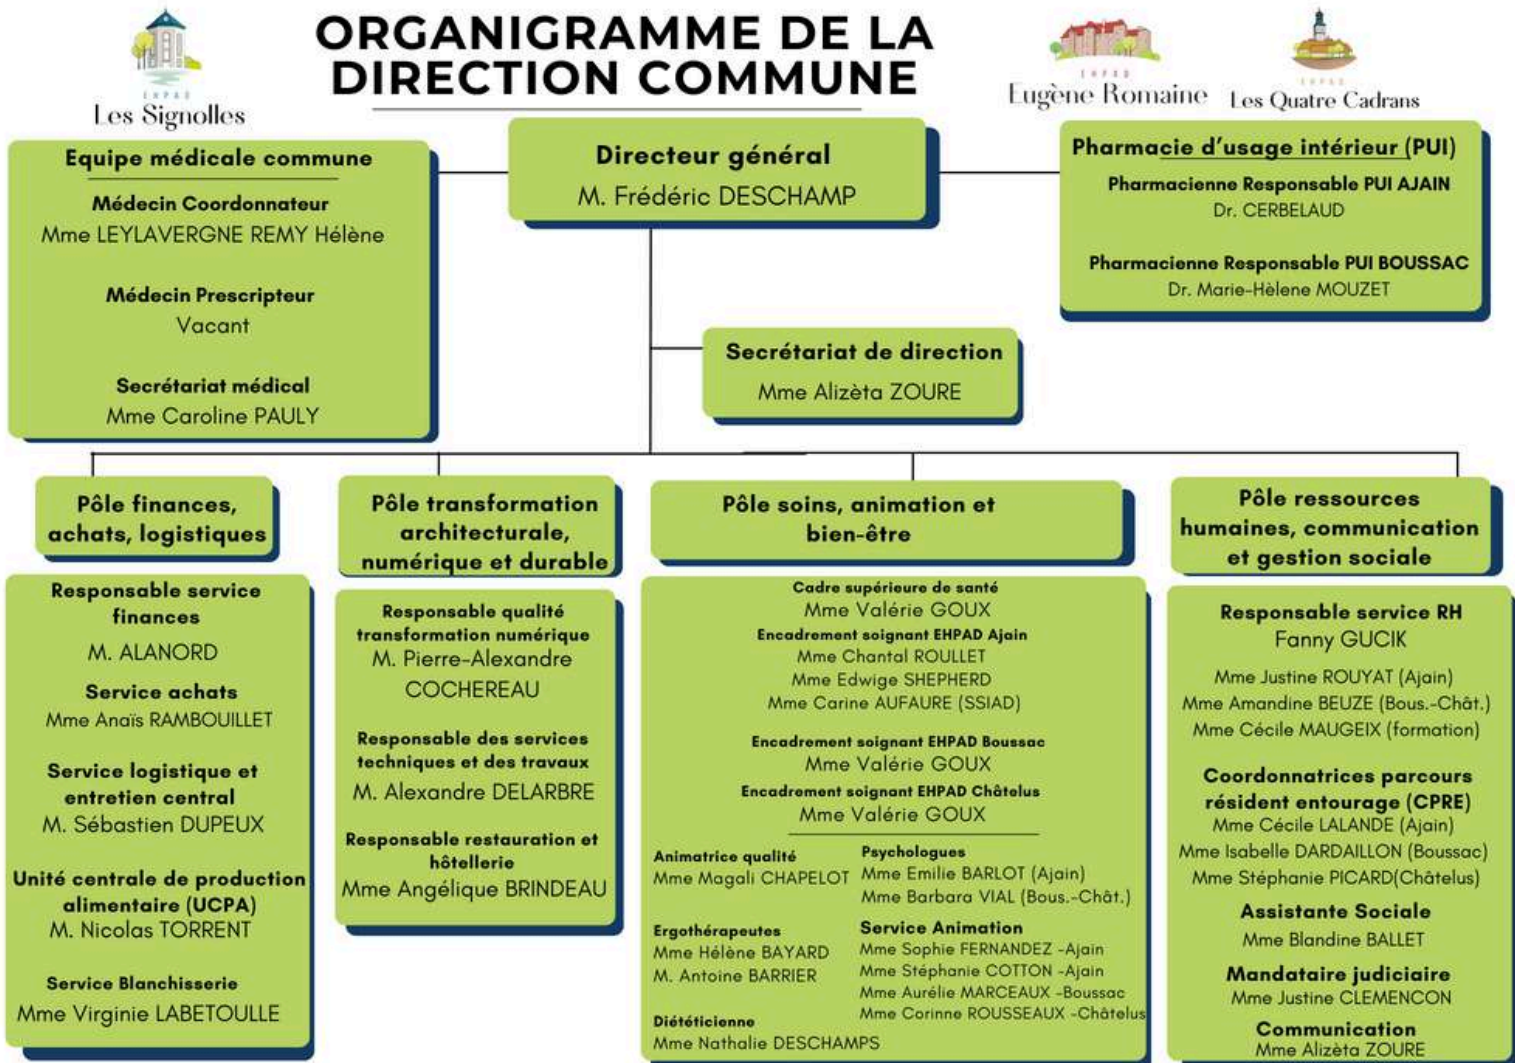 ORGANIGRAMME DE LA
DIRECTION COMMUNE
EHPAD
Les Signolles
EHPAD
Eugène Romaine
EHPAD
Les Quatre Cadrans
Equipe médicale commune
Médecin Coordonnateur
Mme LEYLAVERGNE REMY Hélène
Médecin Prescripteur
Vacant
Secrétariat médical
Mme Caroline PAULY
Directeur général
M. Frédéric DESCHAMP
Pharmacie d'usage intérieur (PUI)
Pharmacienne Responsable PUI AJAIN
Dr. CERBELAUD
Pharmacienne Responsable PUI BOUSSAC
Dr. Marie-Hèlene MOUZET
Secrétariat de direction
Mme Alizèta ZOURE
Pôle finances,
achats, logistiques
Responsable service
finances
M. ALANORD
Service achats
Mme Anaïs RAMBOUILLET
Service logistique et
entretien central
M. Sébastien DUPEUX
Unité centrale de production
alimentaire (UCPA)
M. Nicolas TORRENT
Service Blanchisserie
Mme Virginie LABETOULLE
Pôle transformation
architecturale,
numérique et durable
Responsable qualité
transformation numérique
M. Pierre-Alexandre
COCHEREAU
Responsable des services
techniques et des travaux
M. Alexandre DELARBRE
Responsable restauration et
hôtellerie
Mme Angélique BRINDEAU
Pôle soins, animation et
bien-être
Cadre supérieure de santé
Mme Valérie GOUX
Encadrement soignant EHPAD Ajain
Mme Chantal ROULLET
Mme Edwige SHEPHERD
Mme Carine AUFAURE (SSIAD)
Encadrement soignant EHPAD Boussac
Mme Valérie GOUX
Encadrement soignant EHPAD Châtelus
Mme Valérie GOUX
Animatrice qualité
Mme Magali CHAPELOT
Ergothérapeutes
Mme Hélène BAYARD
M. Antoine BARRIER
Diététicienne
Mme Nathalie DESCHAMPS
Psychologues
Mme Emilie BARLOT (Ajain)
Mme Barbara VIAL (Bous.-Chât.)
Service Animation
Mme Sophie FERNANDEZ -Ajain
Mme Stéphanie COTTON -Ajain
Mme Aurélie MARCEAUX -Boussac
Mme Corinne ROUSSEAUX -Châtelus
Pôle ressources
humaines, communication
et gestion sociale
Responsable service RH
Fanny GUCIK
Mme Justine ROUYAT (Ajain)
Mme Amandine BEUZE (Bous.-Chât.)
Mme Cécile MAUGEIX (formation)
Coordonnatrices parcours
résident entourage (CPRE)
Mme Cécile LALANDE (Ajain)
Mme Isabelle DARDAILLON (Boussac)
Mme Stéphanie PICARD(Châtelus)
Assistante Sociale
Mme Blandine BALLET
Mandataire judiciaire
Mme Justine CLEMENCON
Communication
Mme Alizèta ZOURE